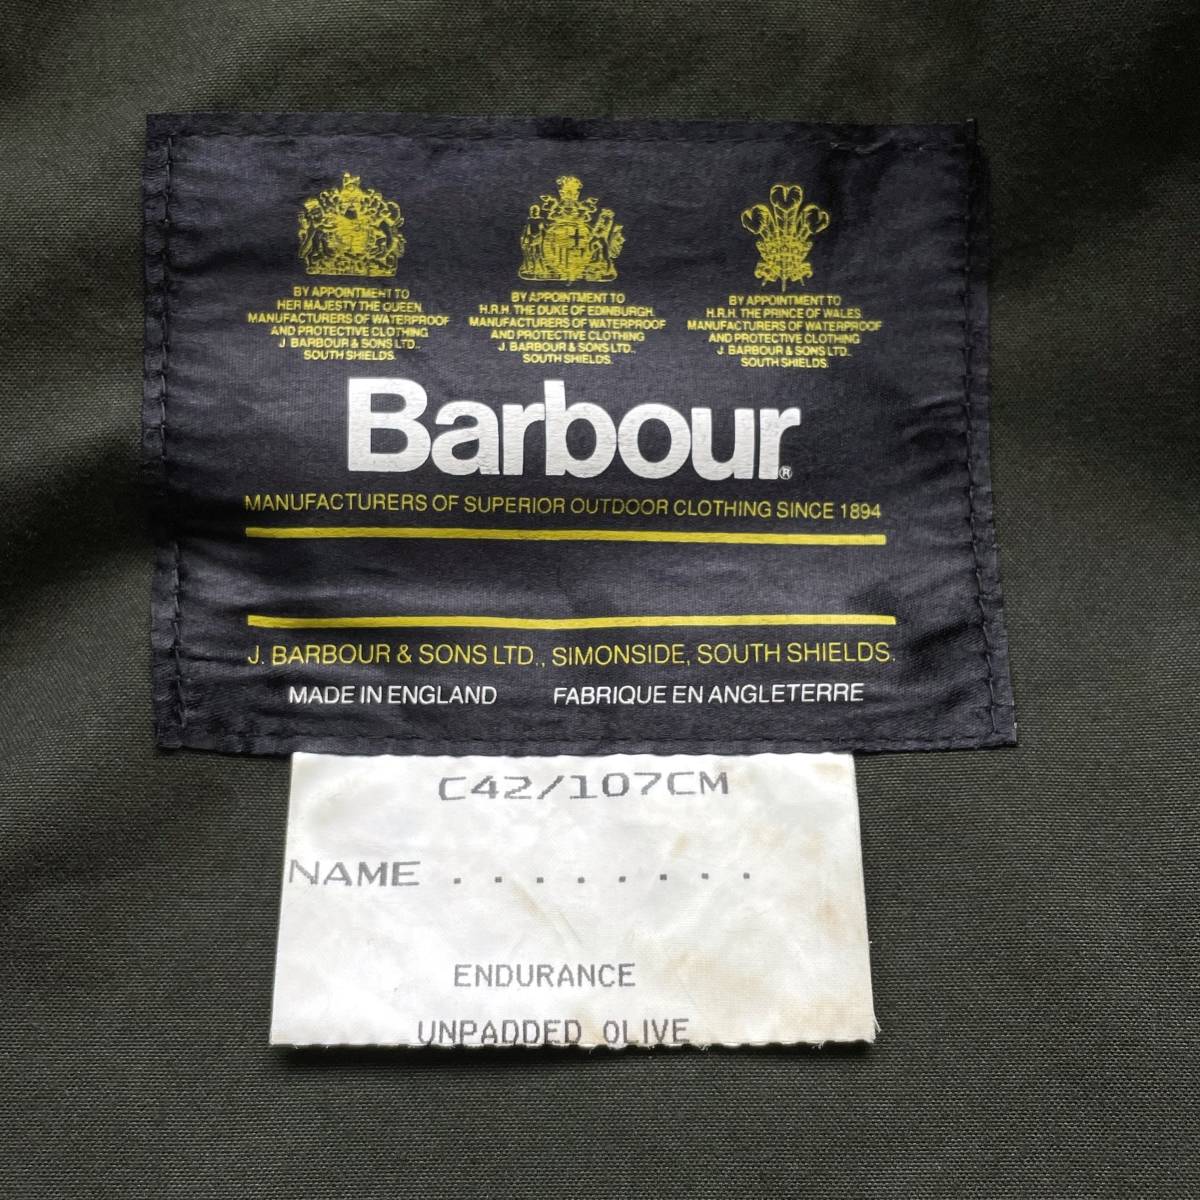 BY APPOINTMENT TO
HER MAJESTY THE QUEEN
MANUFACTURERS OF WATERPROOF
AND PROTECTIVE CLOTHING
J. BARBOUR & SONS LTD.
SOUTH SHIELDS.
BY APPOINTMENT TO
H.R.H. THE DUKE OF EDINBURGH
MANUFACTURERS OF WATERPROOF
AND PROTECTIVE CLOTHING
J. BARBOUR & SONS LTD.,
SOUTH SHIELDS.
BY APPOINTMENT TO
H.R.H. THE PRINCE OF WALES
MANUFACTURERS OF WATERPROOF
AND PROTECTIVE CLOTHING
J. BARBOUR & SONS LTD.,
SOUTH SHIELDS.
Barbour®
MANUFACTURERS OF SUPERIOR OUTDOOR CLOTHING SINCE 1894
J. BARBOUR & SONS LTD., SIMONSIDE, SOUTH SHIELDS.
MADE IN ENGLAND FABRIQUE EN ANGLETERRE
C42/107CM
NAME . . . . . . . .
ENDURANCE
UNPADDED OLIVE